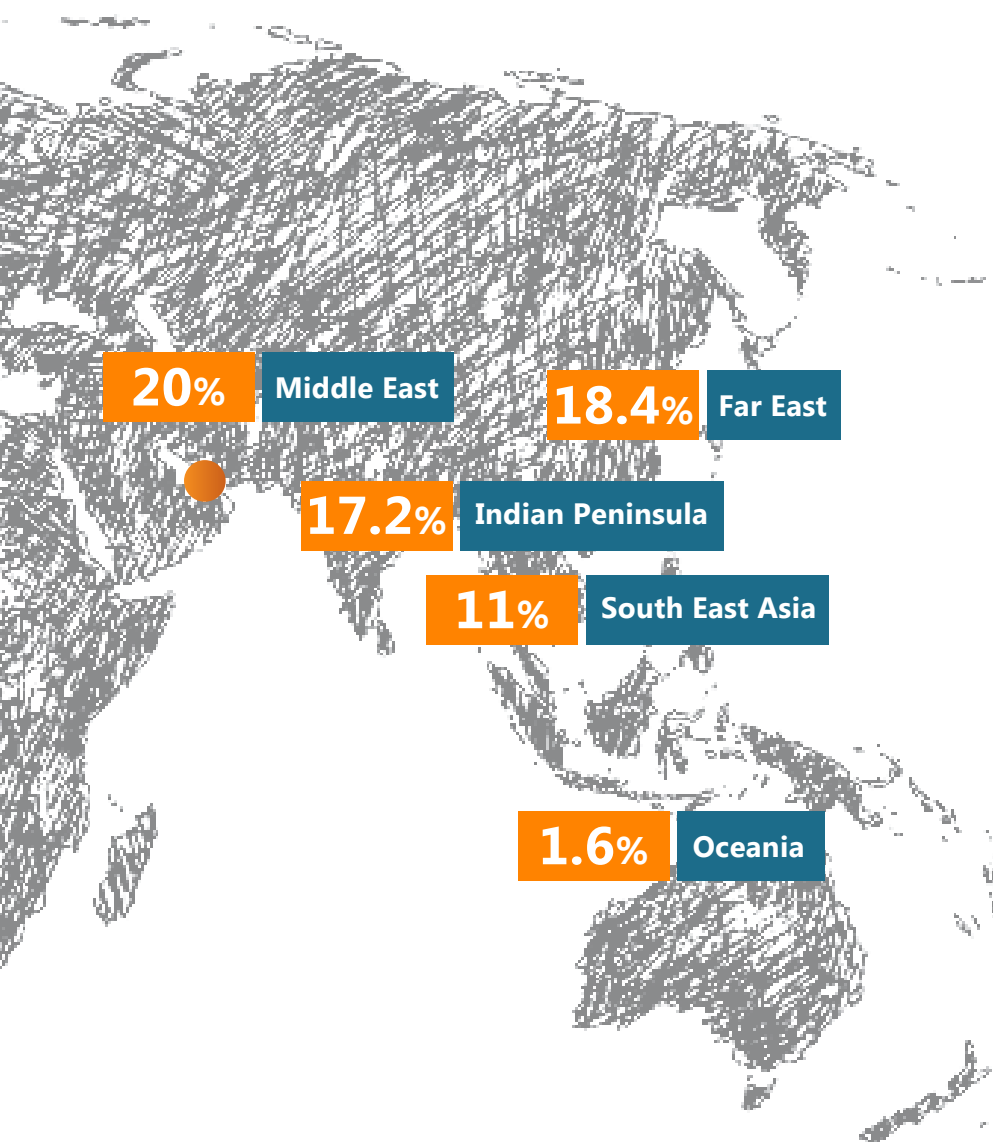 20% Middle East
18.4% Far East
17.2% Indian Peninsula
11% South East Asia
1.6% Oceania